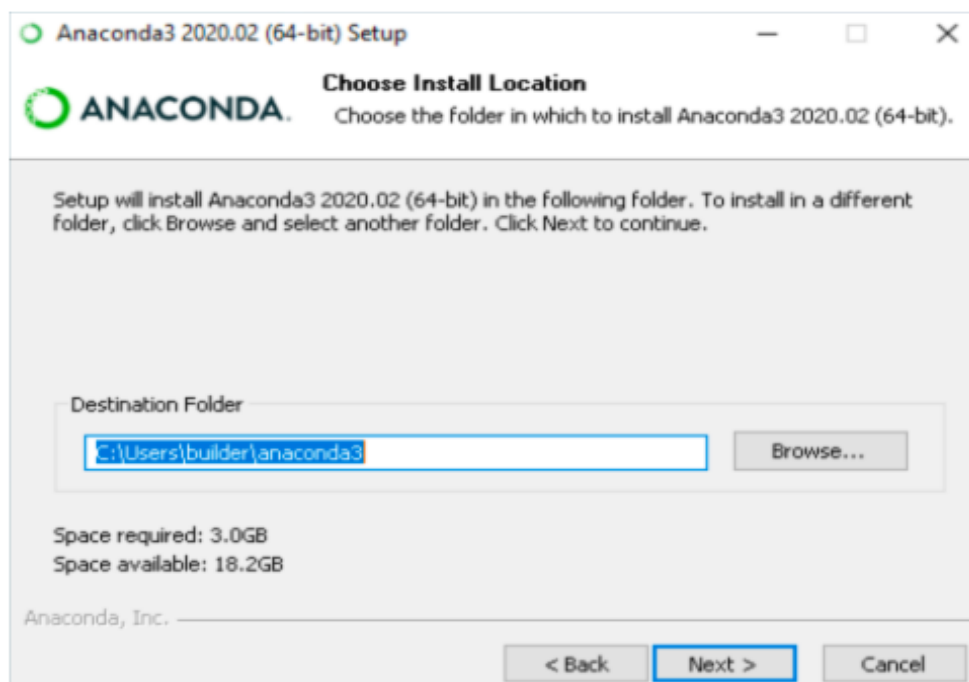 Anaconda3 2020.02 (64-bit) Setup
ANACONDA.
Choose Install Location
Choose the folder in which to install Anaconda3 2020.02 (64-bit).
Setup will install Anaconda3 2020.02 (64-bit) in the following folder. To install in a different
folder, click Browse and select another folder. Click Next to continue.
Destination Folder
C:\Users\builder\anaconda3
Browse...
Space required: 3.0GB
Space available: 18.2GB
Anaconda, Inc.
< Back
Next >
Cancel